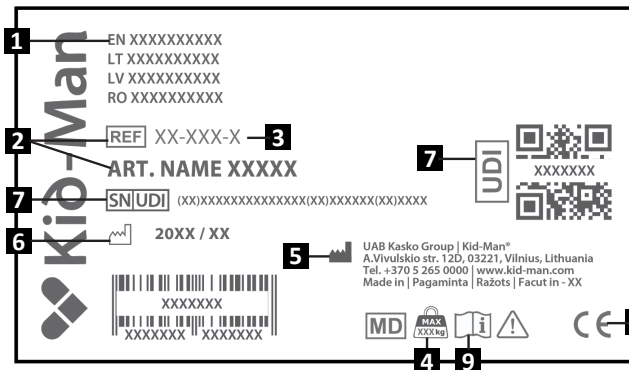 1
EN XXXXXXXXXX
LT XXXXXXXXXX
LV XXXXXXXXXX
RO XXXXXXXXXX
Kid-Man
2
REF XX-XXX-X
3
ART. NAME XXXXX
7
SN UDI (XX)XXXXXXXXXXXXXX(XX)XXXXXX(XX)XXXX
7
UDI
XXXXXXX
6
20XX / XX
5
UAB Kasko Group | Kid-Man®
A.Vivulskio str. 12D, 03221, Vilnius, Lithuania
Tel. +370 5 265 0000 | www.kid-man.com
Made in | Pagaminta | Ražots | Facut in - XX
XXXXXXX
XXXXXXX XXXXXXX
MD
MAX
XXX kg
i
!
CE
4
9